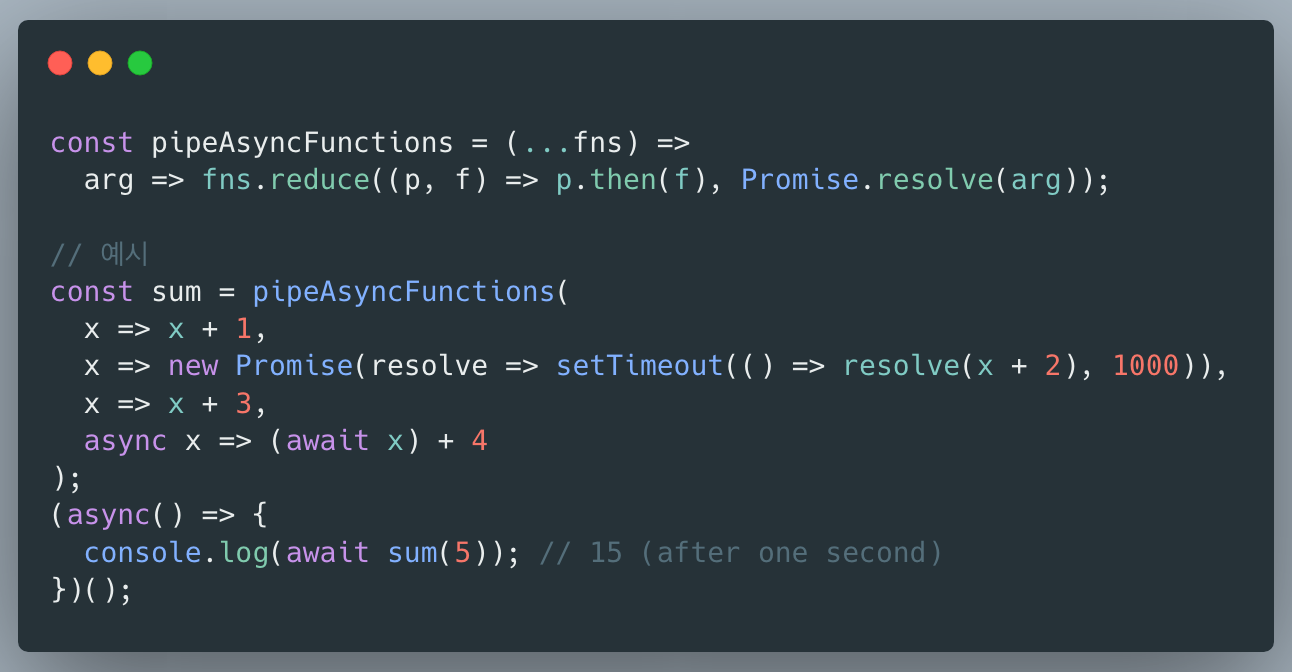 const pipeAsyncFunctions = (...fns) =>
  arg => fns.reduce((p, f) => p.then(f), Promise.resolve(arg));

// 예시
const sum = pipeAsyncFunctions(
  x => x + 1,
  x => new Promise(resolve => setTimeout(() => resolve(x + 2), 1000)),
  x => x + 3,
  async x => (await x) + 4
);
(async() => {
  console.log(await sum(5)); // 15 (after one second)
})();